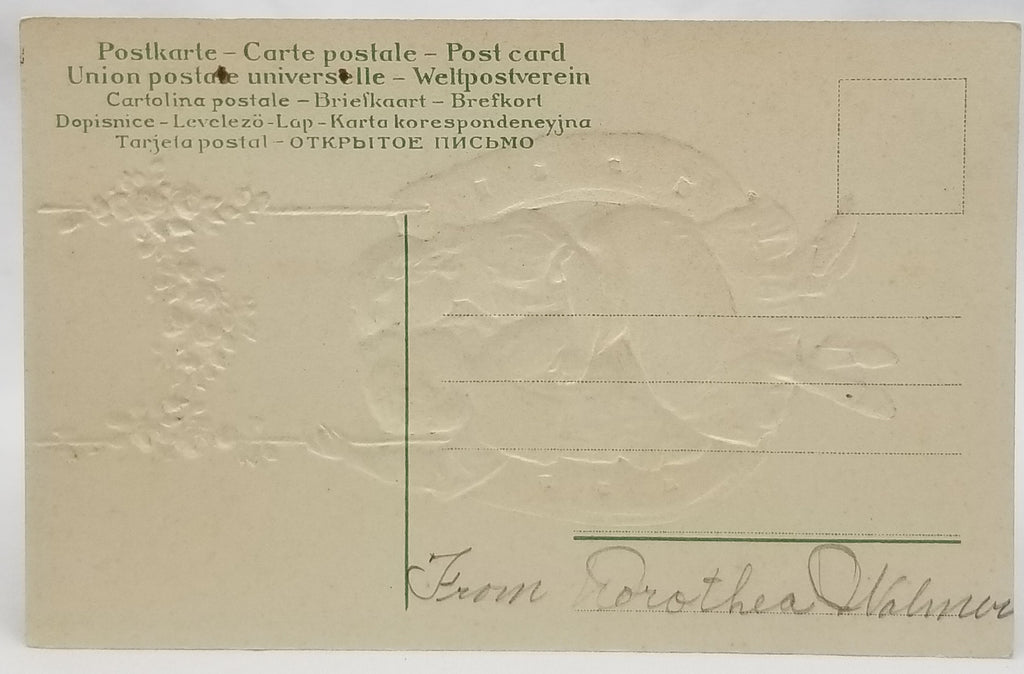 Postkarte – Carte postale – Post card
Union postale universelle – Weltpostverein
Cartolina postale – Briefkaart – Brefkort
Dopisnice - Levelezö-Lap - Karta korespondeneyjna
Tarjeta postal - ОТКРЫТОЕ ПИСЬМО
From Dorothea Walmer